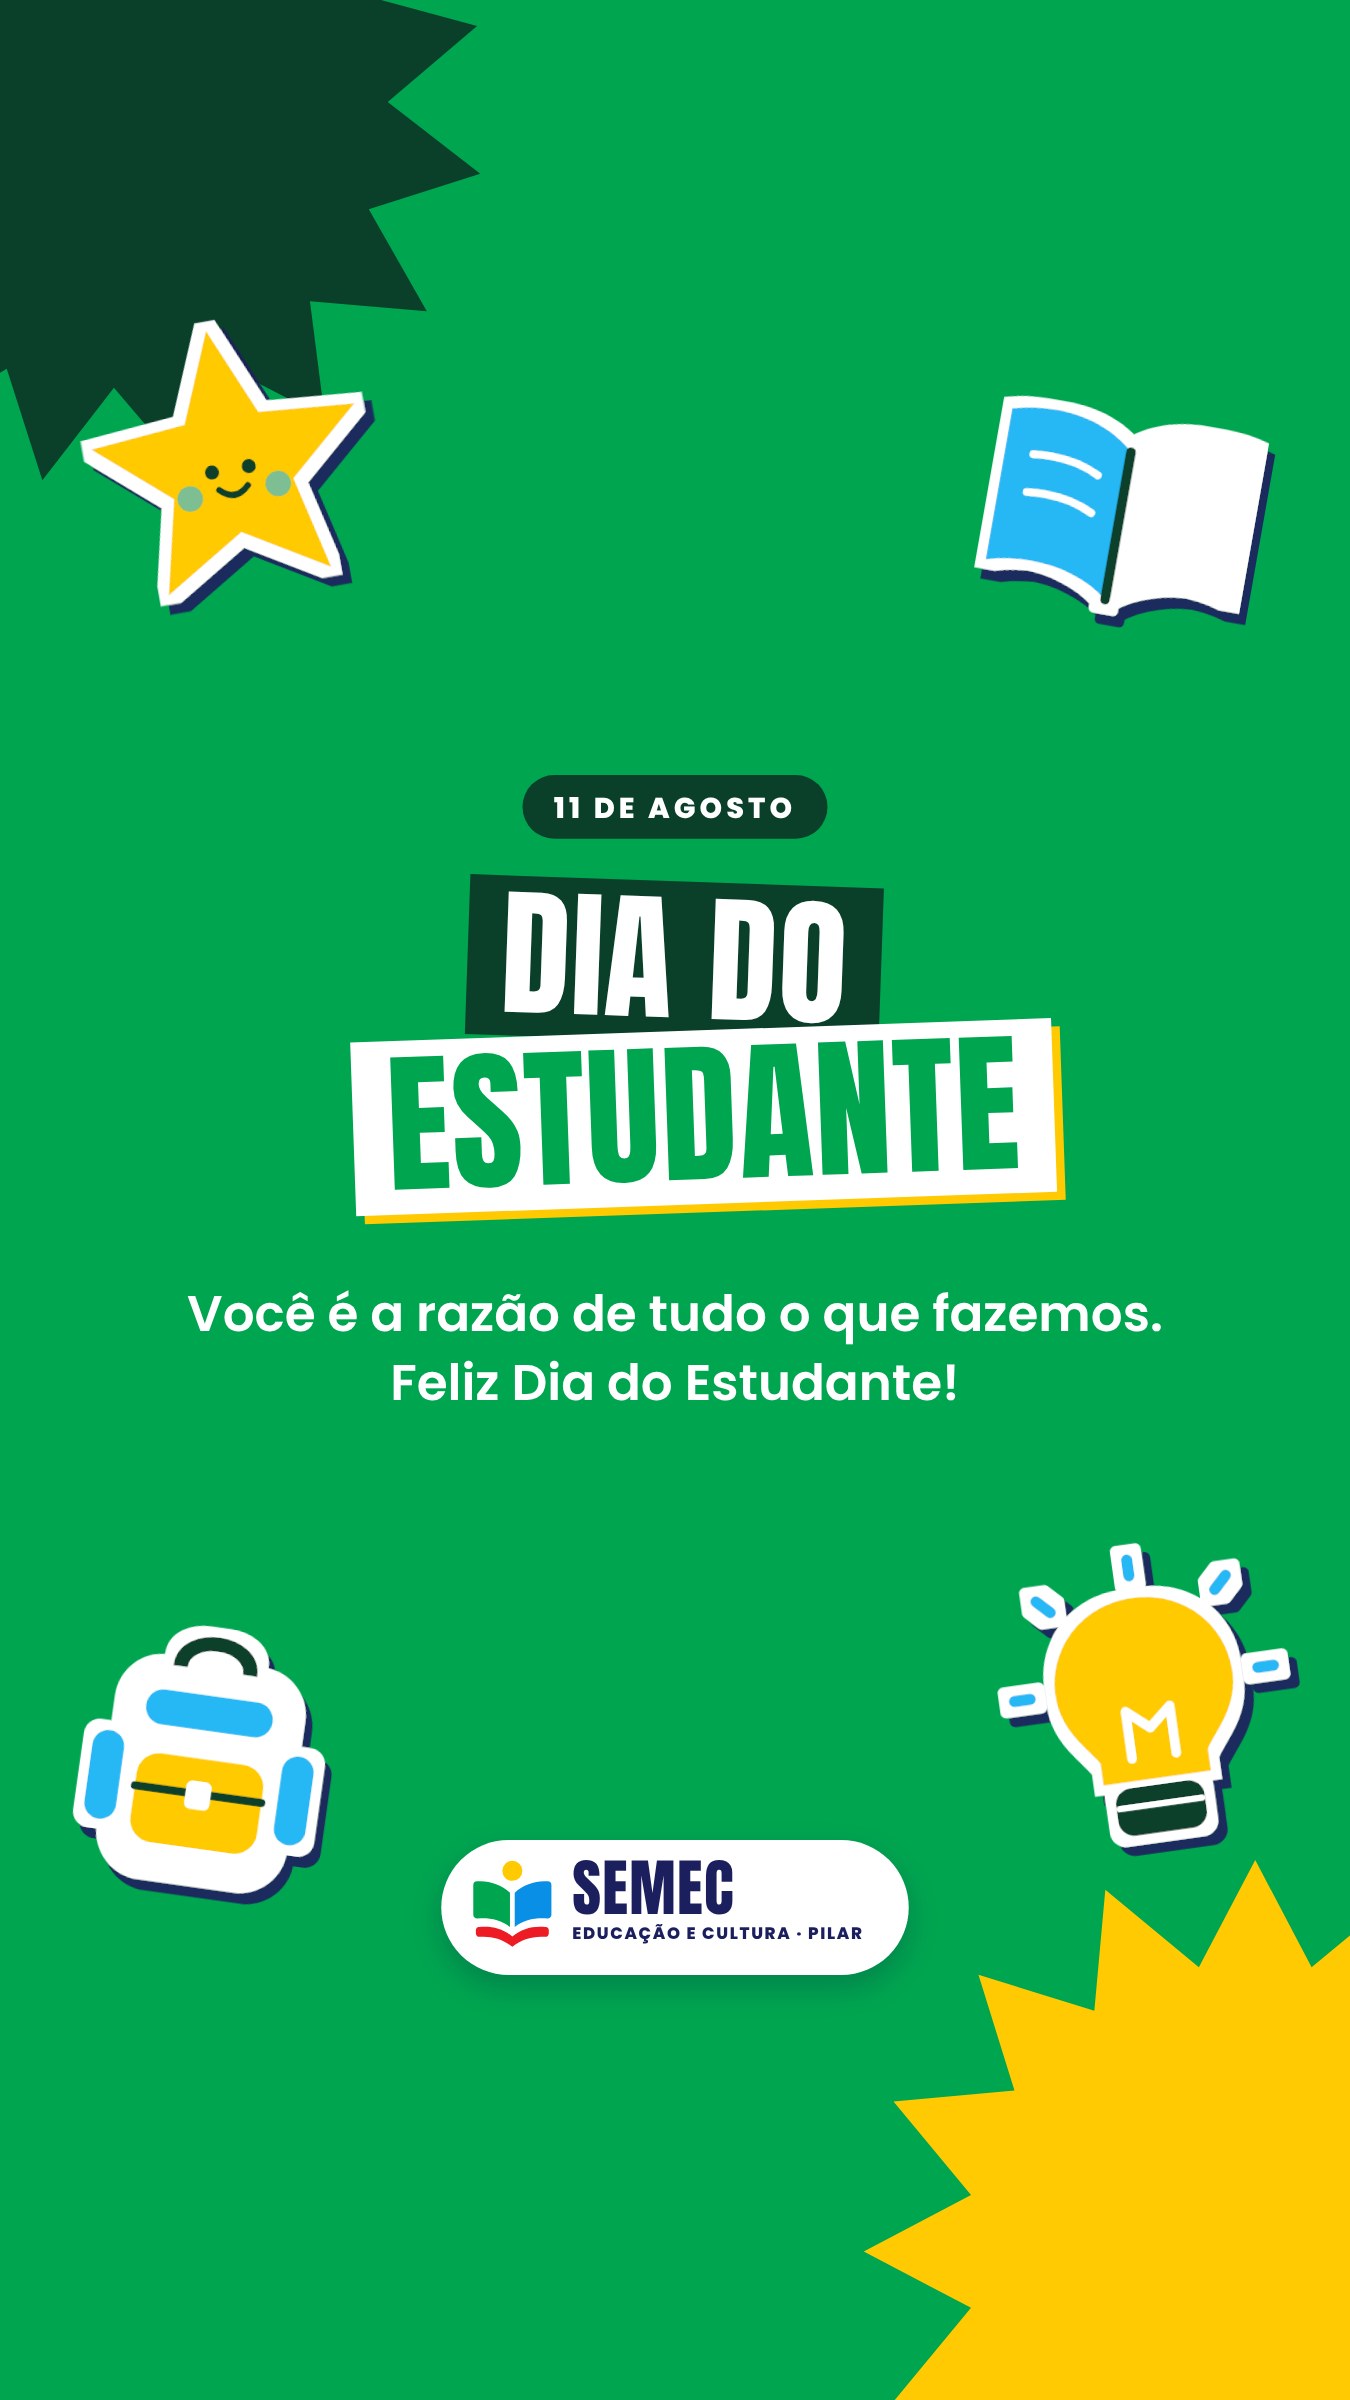 11 DE AGOSTO
DIA DO
ESTUDANTE
Você é a razão de tudo o que fazemos.
Feliz Dia do Estudante!
SEMEC
EDUCAÇÃO E CULTURA · PILAR